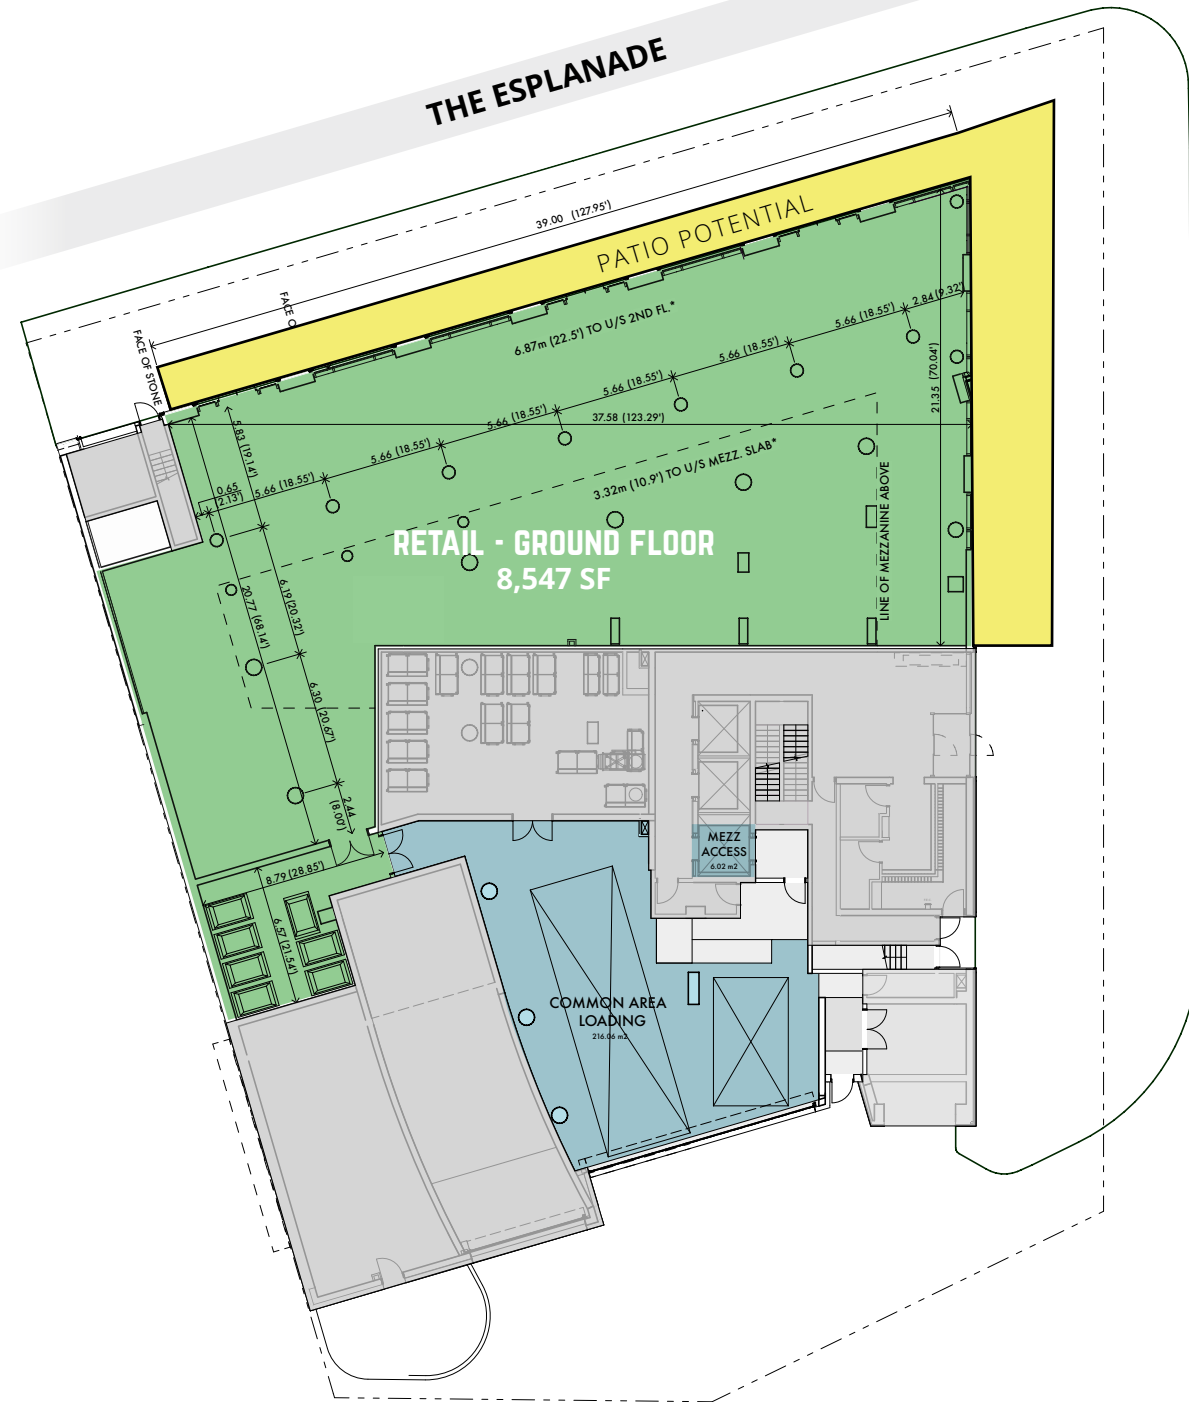 THE ESPLANADE
39.00 (127.95')
PATIO POTENTIAL
FACE O
FACE OF STONE
6.87m (22.5') TO U/S 2ND FL.*
2.84 (9.32')
5.66 (18.55')
5.66 (18.55')
5.66 (18.55')
5.66 (18.55')
5.66 (18.55')
5.66 (18.55')
37.58 (123.29')
21.35 (70.04')
5.83 (19.14')
0.65
(2.13')
3.32m (10.9') TO U/S MEZZ. SLAB*
LINE OF MEZZANINE ABOVE
RETAIL - GROUND FLOOR
8,547 SF
20.77 (68.14')
6.19 (20.32')
6.30 (20.67')
2.44
(8.00')
8.79 (28.85')
6.57 (21.54')
MEZZ
ACCESS
6.02 m2
COMMON AREA
LOADING
216.06 m2